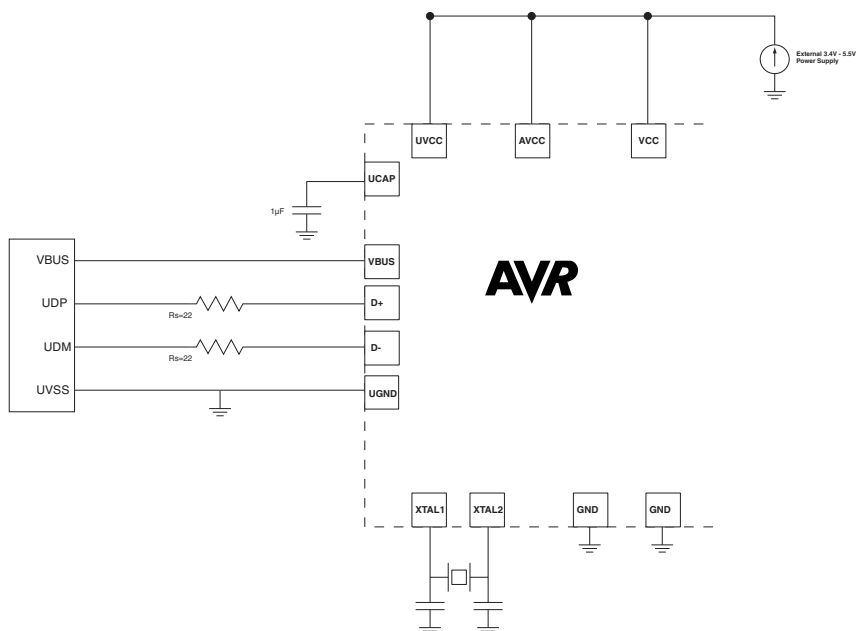 External 3.4V - 5.5V
Power Supply
UVCC
AVCC
VCC
UCAP
1µF
VBUS
VBUS
UDP
Rs=22
D+
UDM
Rs=22
D-
UVSS
UGND
AVR
XTAL1
XTAL2
GND
GND